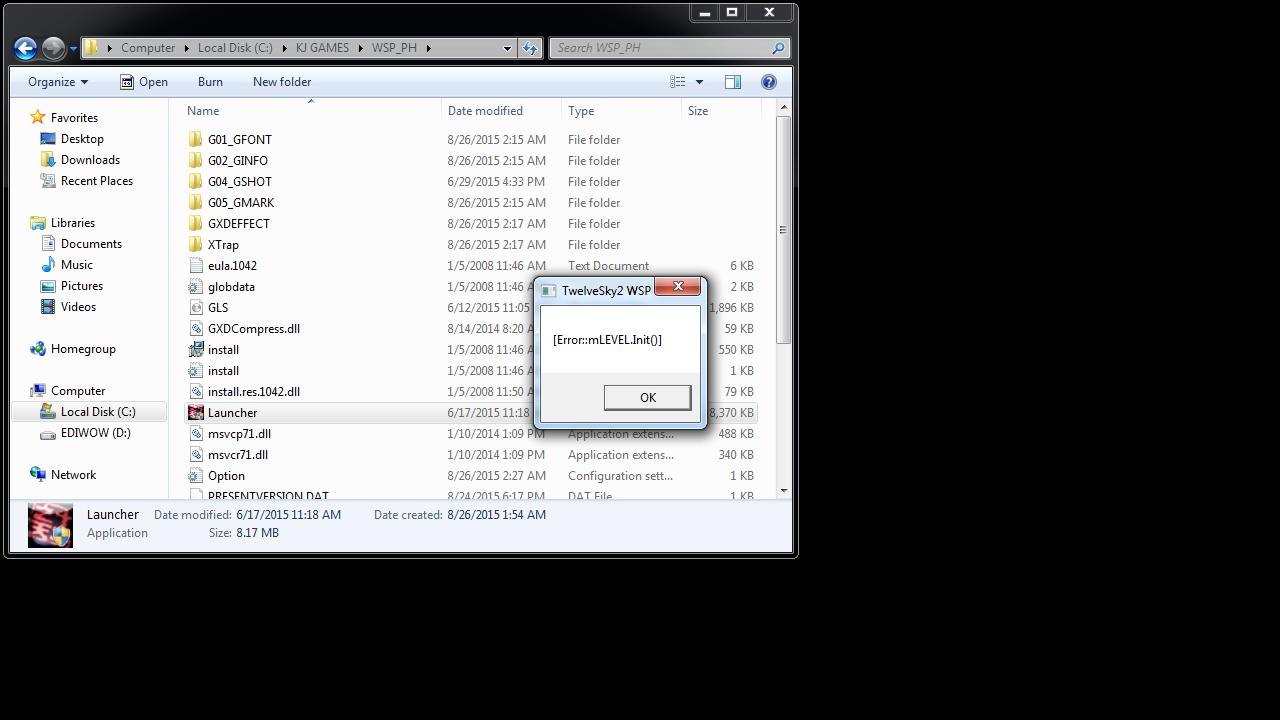 Computer Local Disk (C:) KJ GAMES WSP_PH Search WSP_PH
Organize Open Burn New folder
Name Date modified Type Size
Favorites
Desktop
Downloads
Recent Places
Libraries
Documents
Music
Pictures
Videos
Homegroup
Computer
Local Disk (C:)
EDIWOW (D:)
Network
G01_GFONT 8/26/2015 2:15 AM File folder
G02_GINFO 8/26/2015 2:15 AM File folder
G04_GSHOT 6/29/2015 4:33 PM File folder
G05_GMARK 8/26/2015 2:15 AM File folder
GXDEFFECT 8/26/2015 2:17 AM File folder
XTrap 8/26/2015 2:17 AM File folder
eula.1042 1/5/2008 11:46 AM Text Document 6 KB
globdata 1/5/2008 11:46 2 KB
GLS 6/12/2015 11:05 1,896 KB
GXDCompress.dll 8/14/2014 8:20 59 KB
install 1/5/2008 11:46 550 KB
install 1/5/2008 11:46 1 KB
install.res.1042.dll 1/5/2008 11:50 79 KB
Launcher 6/17/2015 11:18 8,370 KB
msvcp71.dll 1/10/2014 1:09 PM Application extens... 488 KB
msvcr71.dll 1/10/2014 1:09 PM Application extens... 340 KB
Option 8/26/2015 2:27 AM Configuration sett... 1 KB
PRESENTVERSION.DAT 8/24/2015 6:17 PM DAT File 1 KB
TwelveSky2 WSP
[Error::mLEVEL.Init()]
OK
Launcher Date modified: 6/17/2015 11:18 AM Date created: 8/26/2015 1:54 AM
Application Size: 8.17 MB